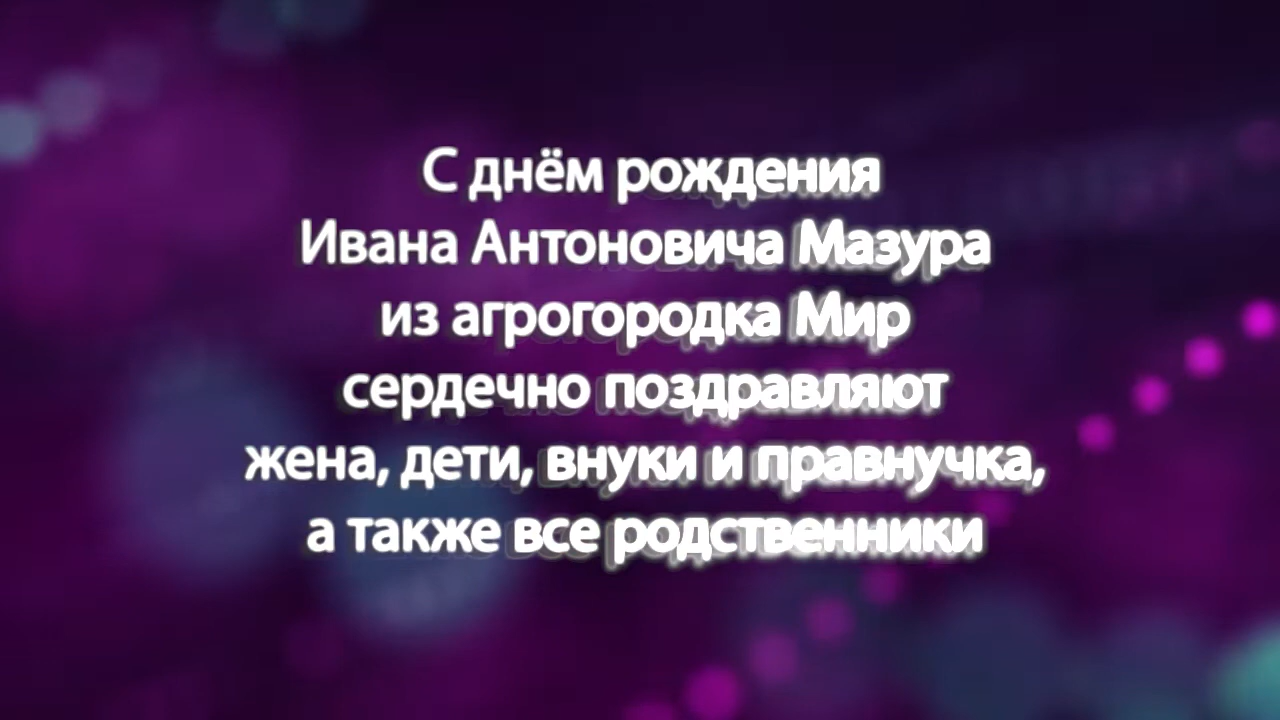 С днём рождения
Ивана Антоновича Мазура
из агрогородка Мир
сердечно поздравляют
жена, дети, внуки и правнучка,
а также все родственники